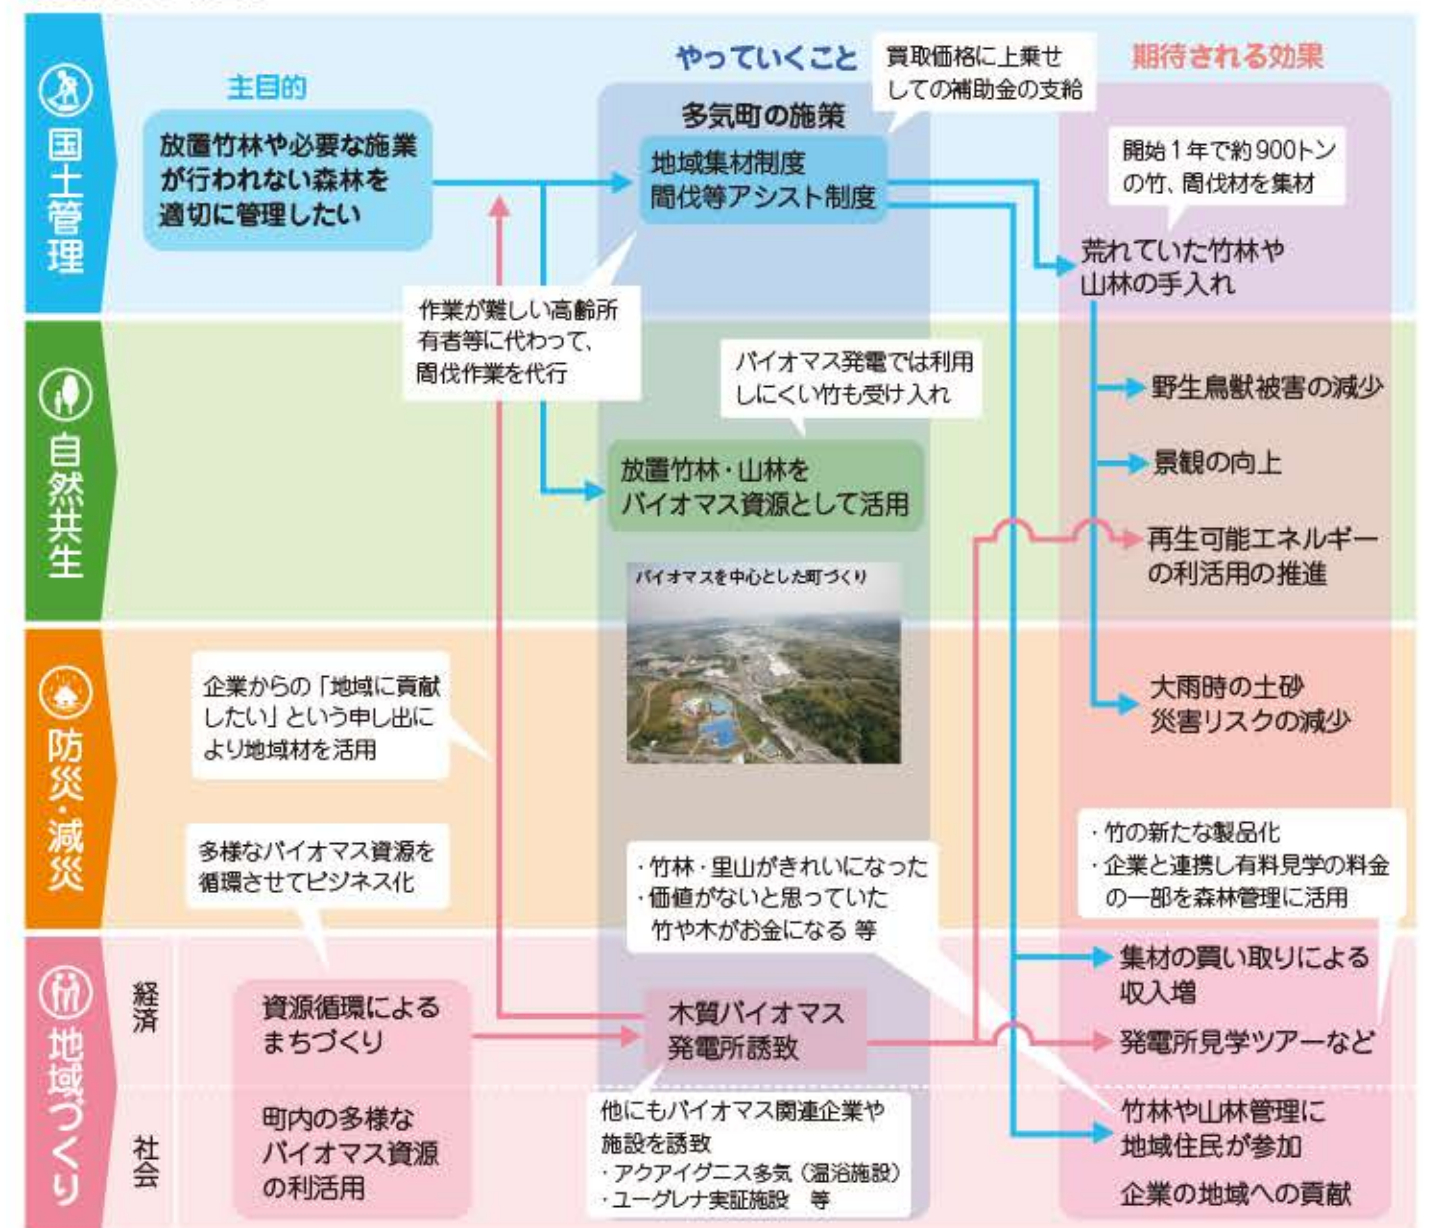 主目的
やっていくこと
期待される効果
国土管理
放置竹林や必要な施業
が行われない森林を
適切に管理したい
多気町の施策
地域集材制度
間伐等アシスト制度
買取価格に上乗せ
しての補助金の支給
開始1年で約900トン
の竹、間伐材を集材
荒れていた竹林や
山林の手入れ
作業が難しい高齢所
有者等に代わって、
間伐作業を代行
自然共生
バイオマス発電では利用
しにくい竹も受け入れ
放置竹林・山林を
バイオマス資源として活用
バイオマスを中心とした町づくり
野生鳥獣被害の減少
景観の向上
再生可能エネルギー
の利活用の推進
防災・減災
企業からの「地域に貢献
したい」という申し出に
より地域材を活用
大雨時の土砂
災害リスクの減少
多様なバイオマス資源を
循環させてビジネス化
・竹林・里山がきれいになった
・価値がないと思っていた
竹や木がお金になる 等
・竹の新たな製品化
・企業と連携し有料見学の料金
の一部を森林管理に活用
地域づくり
経済
資源循環による
まちづくり
木質バイオマス
発電所誘致
集材の買い取りによる
収入増
発電所見学ツアーなど
社会
町内の多様な
バイオマス資源
の利活用
他にもバイオマス関連企業や
施設を誘致
・アクアイグニス多気（温浴施設）
・ユーグレナ実証施設　等
竹林や山林管理に
地域住民が参加
企業の地域への貢献